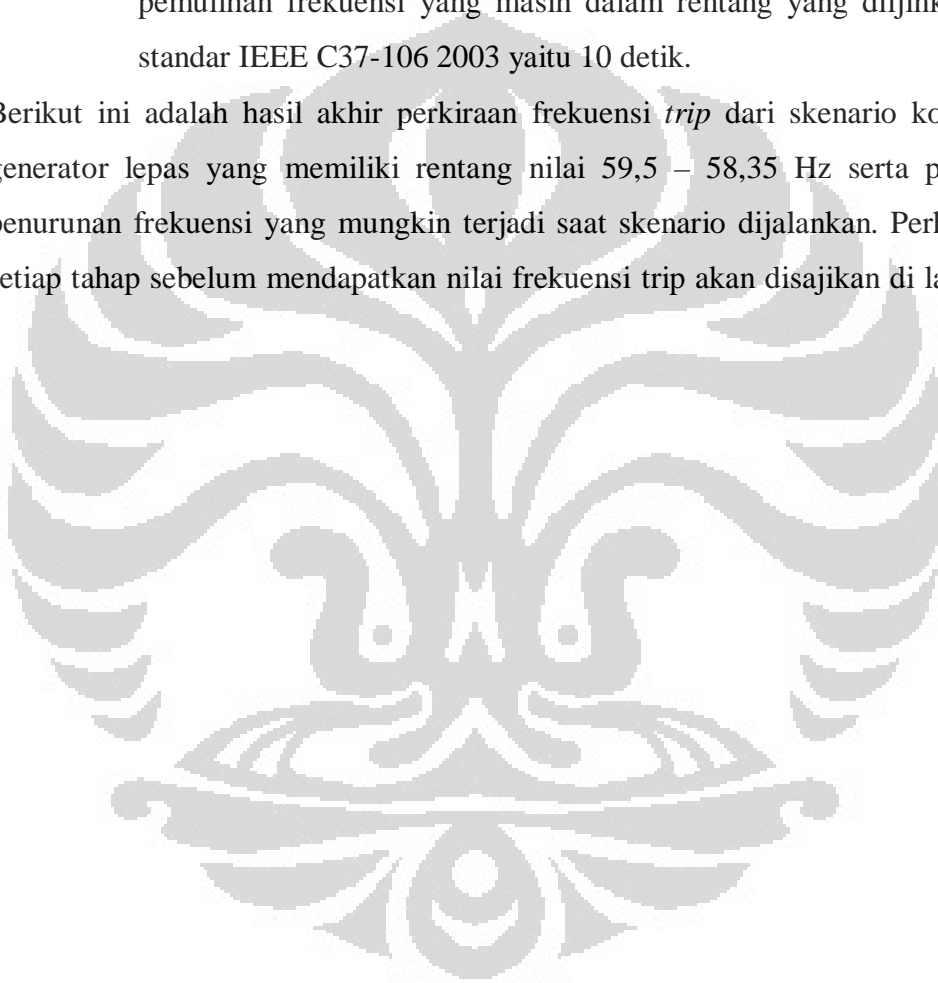 pemulihan frekuensi yang masih dalam rentang yang diijink
standar IEEE C37-106 2003 yaitu 10 detik.
Berikut ini adalah hasil akhir perkiraan frekuensi trip dari skenario ko
generator lepas yang memiliki rentang nilai 59,5 – 58,35 Hz serta p
penurunan frekuensi yang mungkin terjadi saat skenario dijalankan. Perl
setiap tahap sebelum mendapatkan nilai frekuensi trip akan disajikan di la